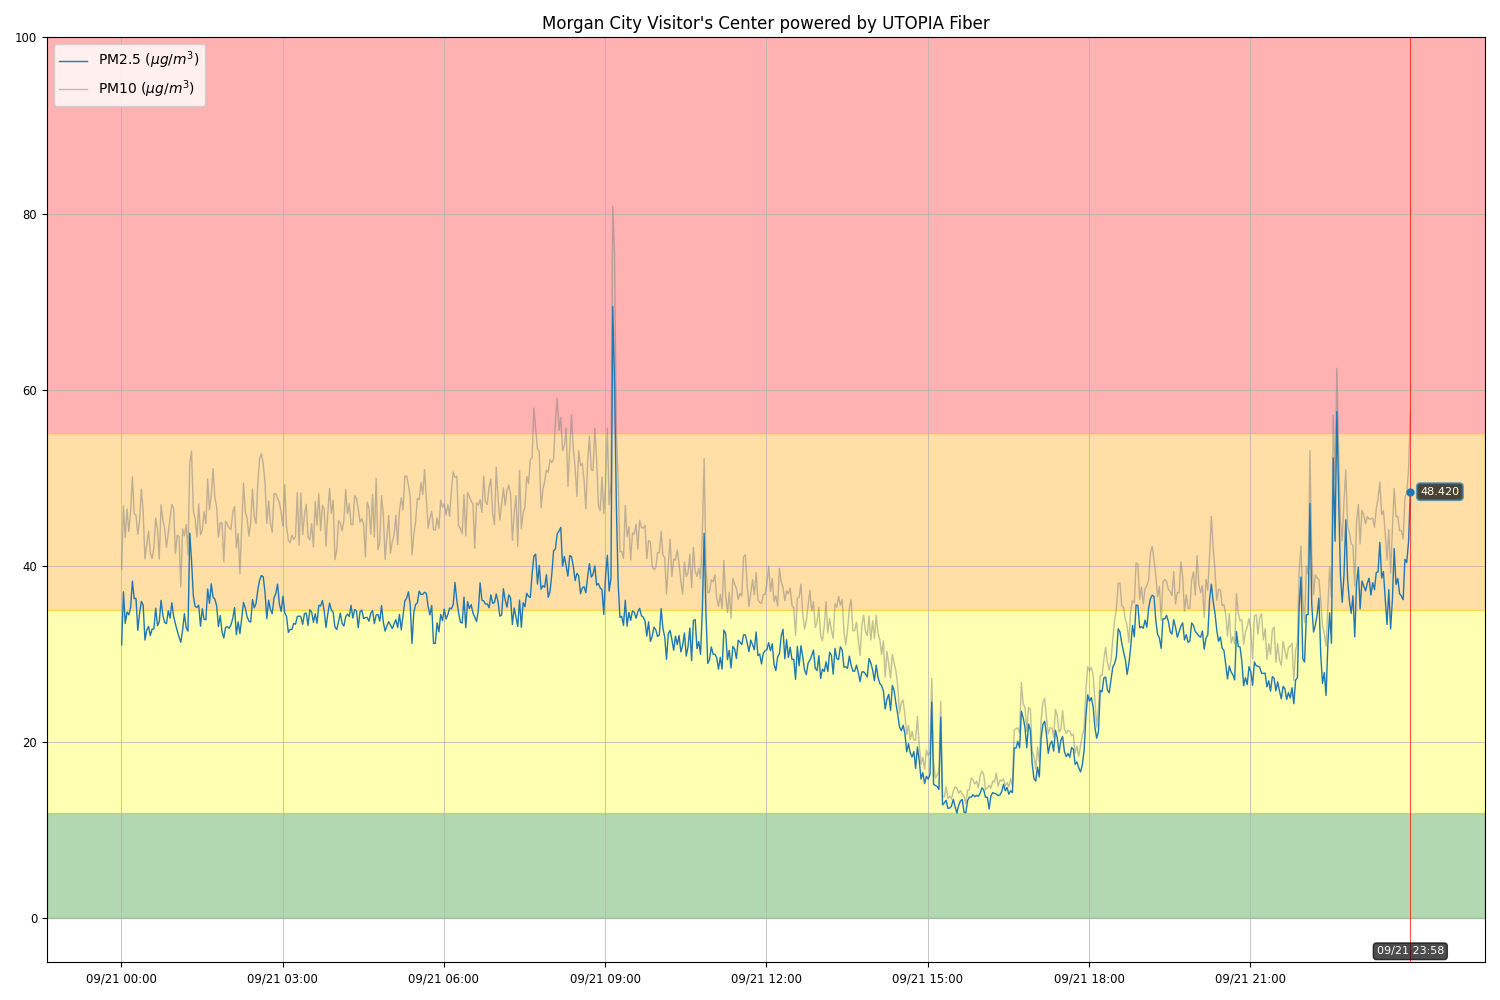 Morgan City Visitor's Center powered by UTOPIA Fiber
100
PM2.5 (μg/m³)
PM10 (μg/m³)
80
60
48.420
40
20
0
09/21 23:58
09/21 00:00 09/21 03:00 09/21 06:00 09/21 09:00 09/21 12:00 09/21 15:00 09/21 18:00 09/21 21:00